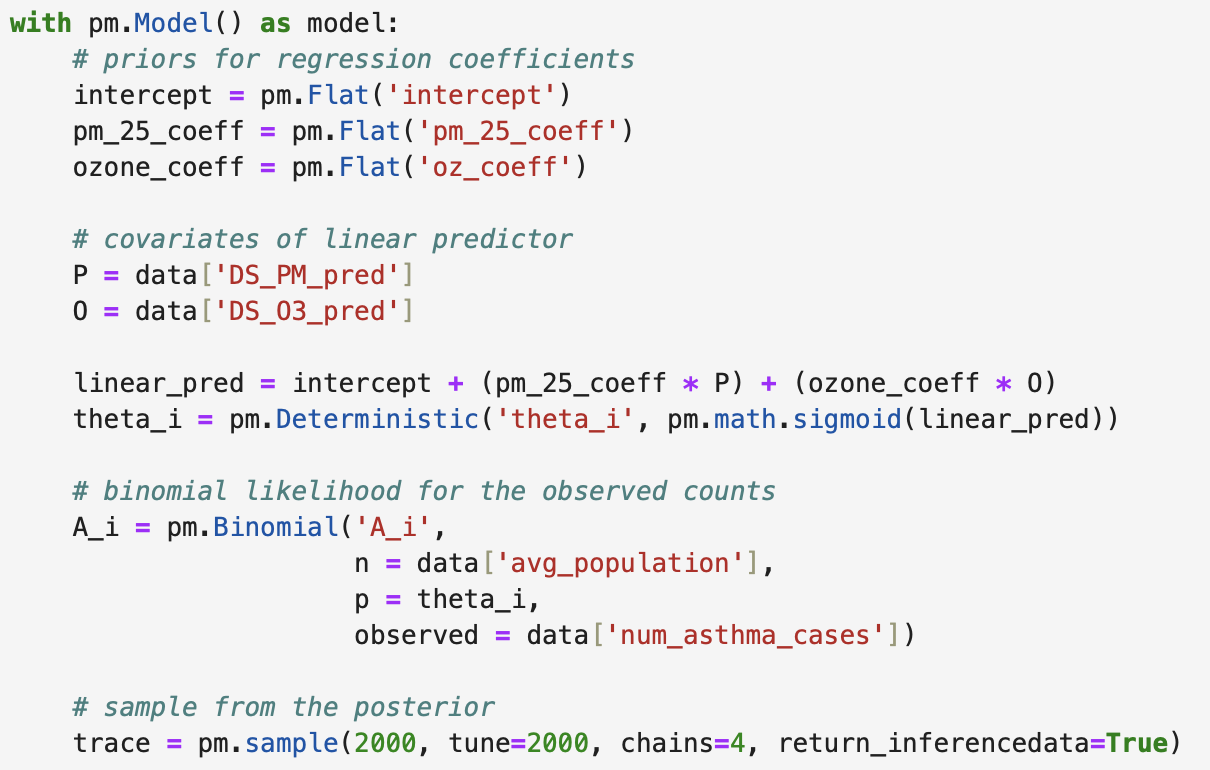 with pm.Model() as model:
    # priors for regression coefficients
    intercept = pm.Flat('intercept')
    pm_25_coeff = pm.Flat('pm_25_coeff')
    ozone_coeff = pm.Flat('oz_coeff')

    # covariates of linear predictor
    P = data['DS_PM_pred']
    O = data['DS_O3_pred']

    linear_pred = intercept + (pm_25_coeff * P) + (ozone_coeff * O)
    theta_i = pm.Deterministic('theta_i', pm.math.sigmoid(linear_pred))

    # binomial likelihood for the observed counts
    A_i = pm.Binomial('A_i',
                      n = data['avg_population'],
                      p = theta_i,
                      observed = data['num_asthma_cases'])

    # sample from the posterior
    trace = pm.sample(2000, tune=2000, chains=4, return_inferencedata=True)